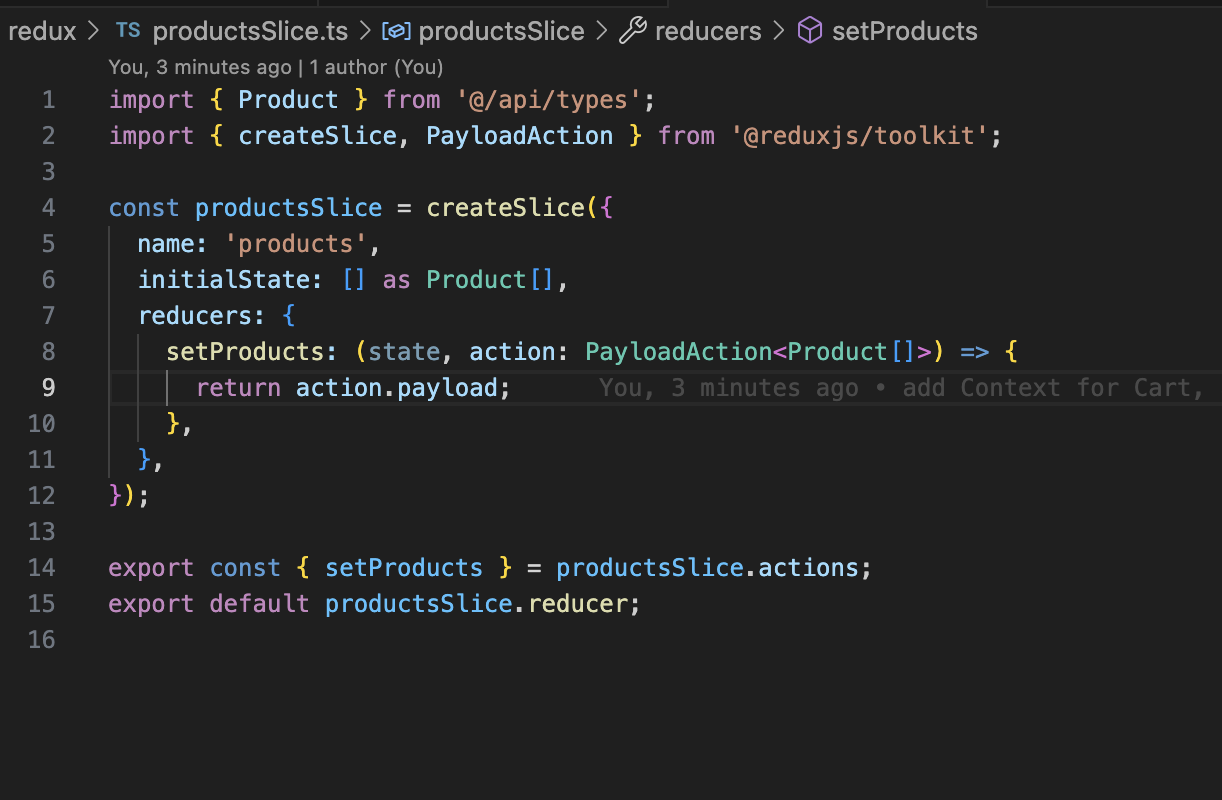 redux > TS productsSlice.ts > productsSlice > reducers > setProducts
You, 3 minutes ago | 1 author (You)
1 import { Product } from '@/api/types';
2 import { createSlice, PayloadAction } from '@reduxjs/toolkit';
3
4 const productsSlice = createSlice({
5   name: 'products',
6   initialState: [] as Product[],
7   reducers: {
8     setProducts: (state, action: PayloadAction<Product[]>) => {
9       return action.payload;      You, 3 minutes ago • add Context for Cart,
10     },
11   },
12 });
13
14 export const { setProducts } = productsSlice.actions;
15 export default productsSlice.reducer;
16